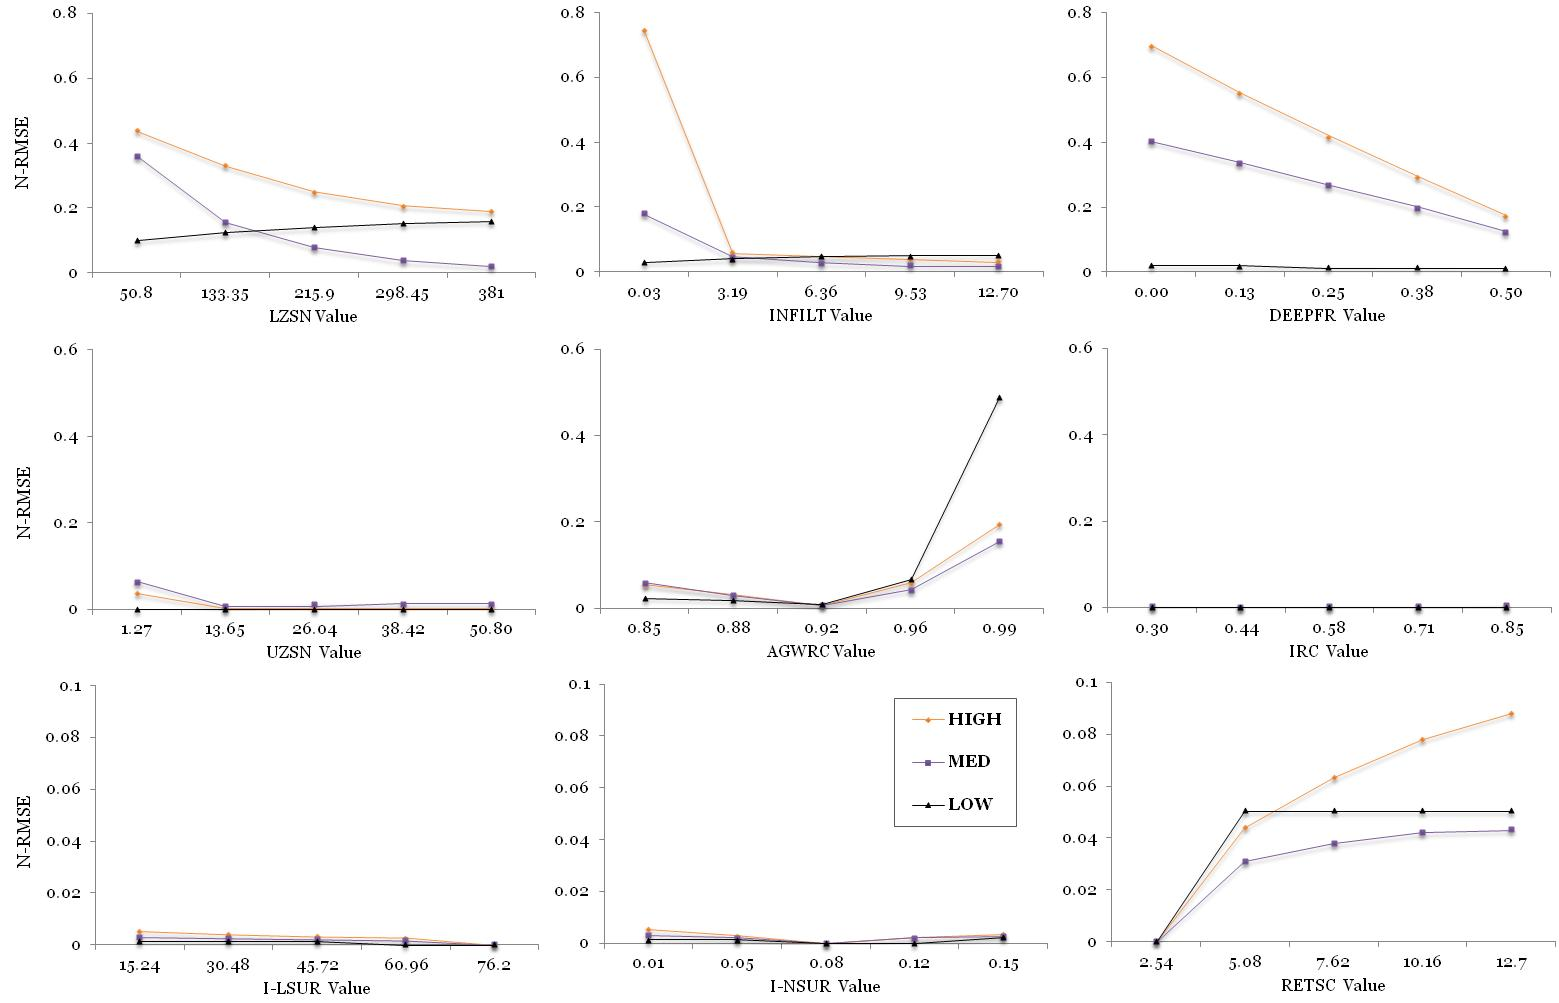 0.8 0.8 0.8
0.6 0.6 0.6
N-RMSE
0.4 0.4 0.4
0.2 0.2 0.2
0 0 0
50.8 133.35 215.9 298.45 381 0.03 3.19 6.36 9.53 12.70 0.00 0.13 0.25 0.38 0.50
LZSN Value INFILT Value DEEPFR Value
0.6 0.6 0.6
0.4 0.4 0.4
N-RMSE
0.2 0.2 0.2
0 0 0
1.27 13.65 26.04 38.42 50.80 0.85 0.88 0.92 0.96 0.99 0.30 0.44 0.58 0.71 0.85
UZSN Value AGWRC Value IRC Value
0.1 0.1 0.1
HIGH
0.08 0.08 0.08
MED
0.06 0.06 0.06
LOW
N-RMSE
0.04 0.04 0.04
0.02 0.02 0.02
0 0 0
15.24 30.48 45.72 60.96 76.2 0.01 0.05 0.08 0.12 0.15 2.54 5.08 7.62 10.16 12.7
I-LSUR Value I-NSUR Value RETSC Value